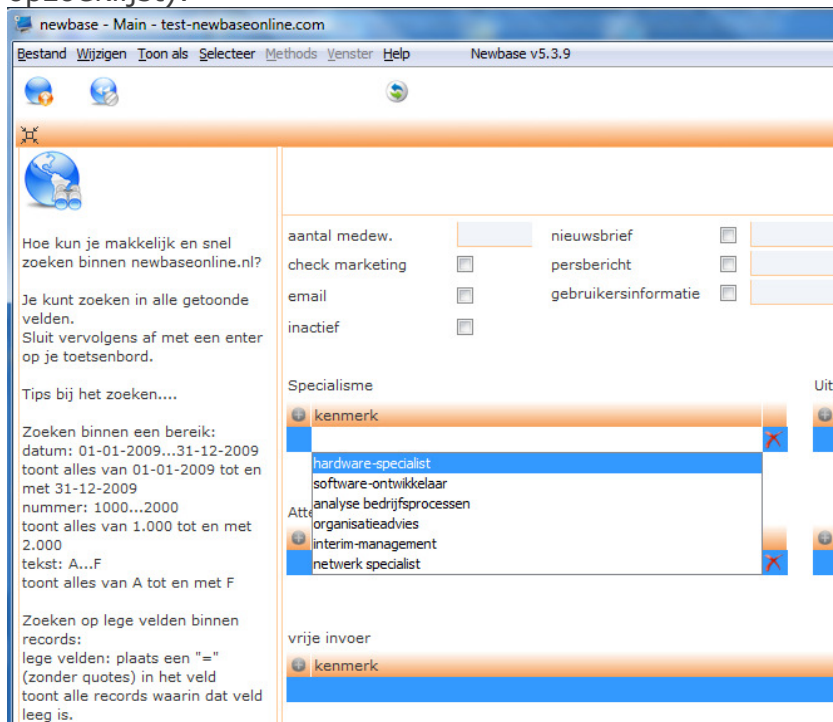 opzoeklijst).
newbase - Main - test-newbaseonline.com
Bestand Wijzigen Toon als Selecteer Methods Venster Help Newbase v5.3.9
Hoe kun je makkelijk en snel
zoeken binnen newbaseonline.nl?
Je kunt zoeken in alle getoonde
velden.
Sluit vervolgens af met een enter
op je toetsenbord.
Tips bij het zoeken....
Zoeken binnen een bereik:
datum: 01-01-2009...31-12-2009
toont alles van 01-01-2009 tot en
met 31-12-2009
nummer: 1000...2000
toont alles van 1.000 tot en met
2.000
tekst: A...F
toont alles van A tot en met F
Zoeken op lege velden binnen
records:
lege velden: plaats een "="
(zonder quotes) in het veld
toont alle records waarin dat veld
leeg is.
aantal medew. nieuwsbrief
check marketing persbericht
email gebruikersinformatie
inactief
Specialisme Uit
kenmerk
hardware-specialist
software-ontwikkelaar
analyse bedrijfsprocessen
organisatieadvies
interim-management
netwerk specialist
Atte
vrije invoer
kenmerk